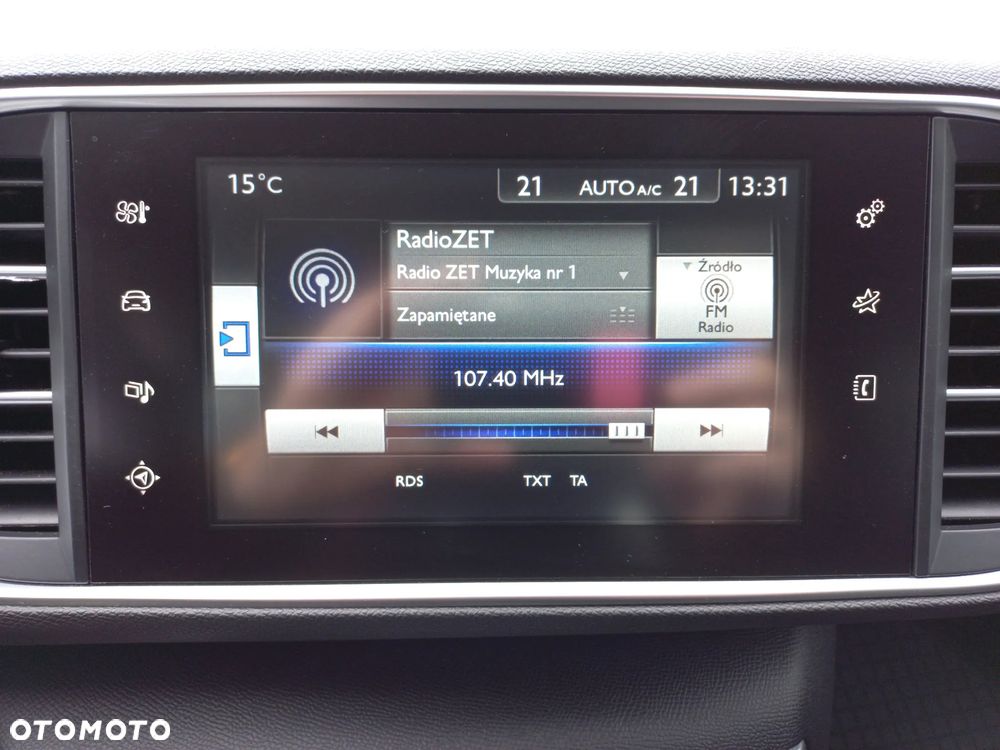 15°C
21 AUTO A/C 21
13:31
RadioZET
Radio ZET Muzyka nr 1
Zapamiętane
Źródło
FM
Radio
107.40 MHz
RDS TXT TA
OTOMOTO